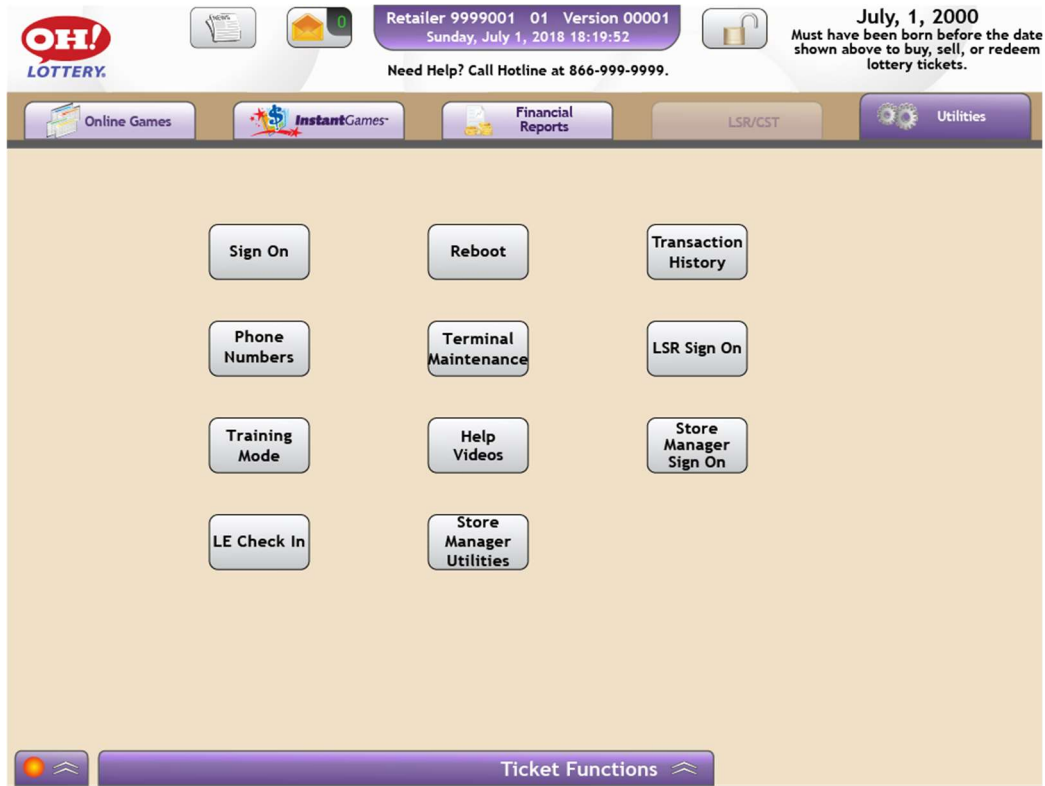 OH!
LOTTERY.
NEWS
0
Retailer 9999001 01 Version 00001
Sunday, July 1, 2018 18:19:52
Need Help? Call Hotline at 866-999-9999.
July, 1, 2000
Must have been born before the date
shown above to buy, sell, or redeem
lottery tickets.
Online Games
InstantGames
Financial
Reports
LSR/CST
Utilities
Sign On
Reboot
Transaction
History
Phone
Numbers
Terminal
Maintenance
LSR Sign On
Training
Mode
Help
Videos
Store
Manager
Sign On
LE Check In
Store
Manager
Utilities
Ticket Functions